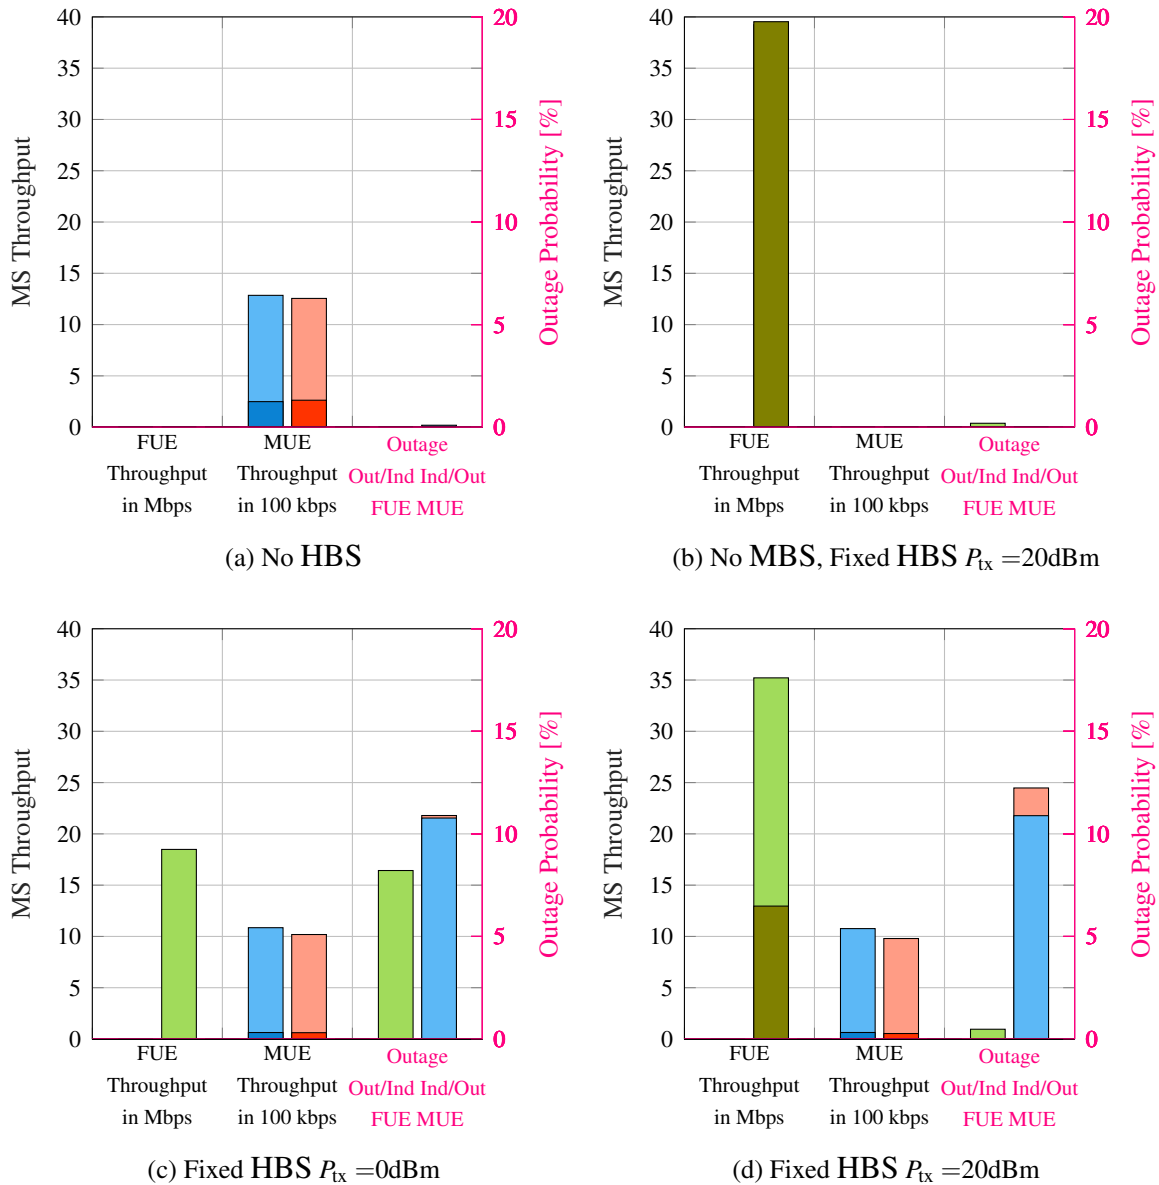 40
35
30
25
20
15
10
5
0
MS Throughput
20
15
10
5
0
Outage Probability [%]
FUE
Throughput
in Mbps
MUE
Throughput
in 100 kbps
Outage
Out/Ind Ind/Out
FUE MUE
(a) No HBS
40
35
30
25
20
15
10
5
0
MS Throughput
20
15
10
5
0
Outage Probability [%]
FUE
Throughput
in Mbps
MUE
Throughput
in 100 kbps
Outage
Out/Ind Ind/Out
FUE MUE
(b) No MBS, Fixed HBS Ptx =20dBm
40
35
30
25
20
15
10
5
0
MS Throughput
20
15
10
5
0
Outage Probability [%]
FUE
Throughput
in Mbps
MUE
Throughput
in 100 kbps
Outage
Out/Ind Ind/Out
FUE MUE
(c) Fixed HBS Ptx =0dBm
40
35
30
25
20
15
10
5
0
MS Throughput
20
15
10
5
0
Outage Probability [%]
FUE
Throughput
in Mbps
MUE
Throughput
in 100 kbps
Outage
Out/Ind Ind/Out
FUE MUE
(d) Fixed HBS Ptx =20dBm